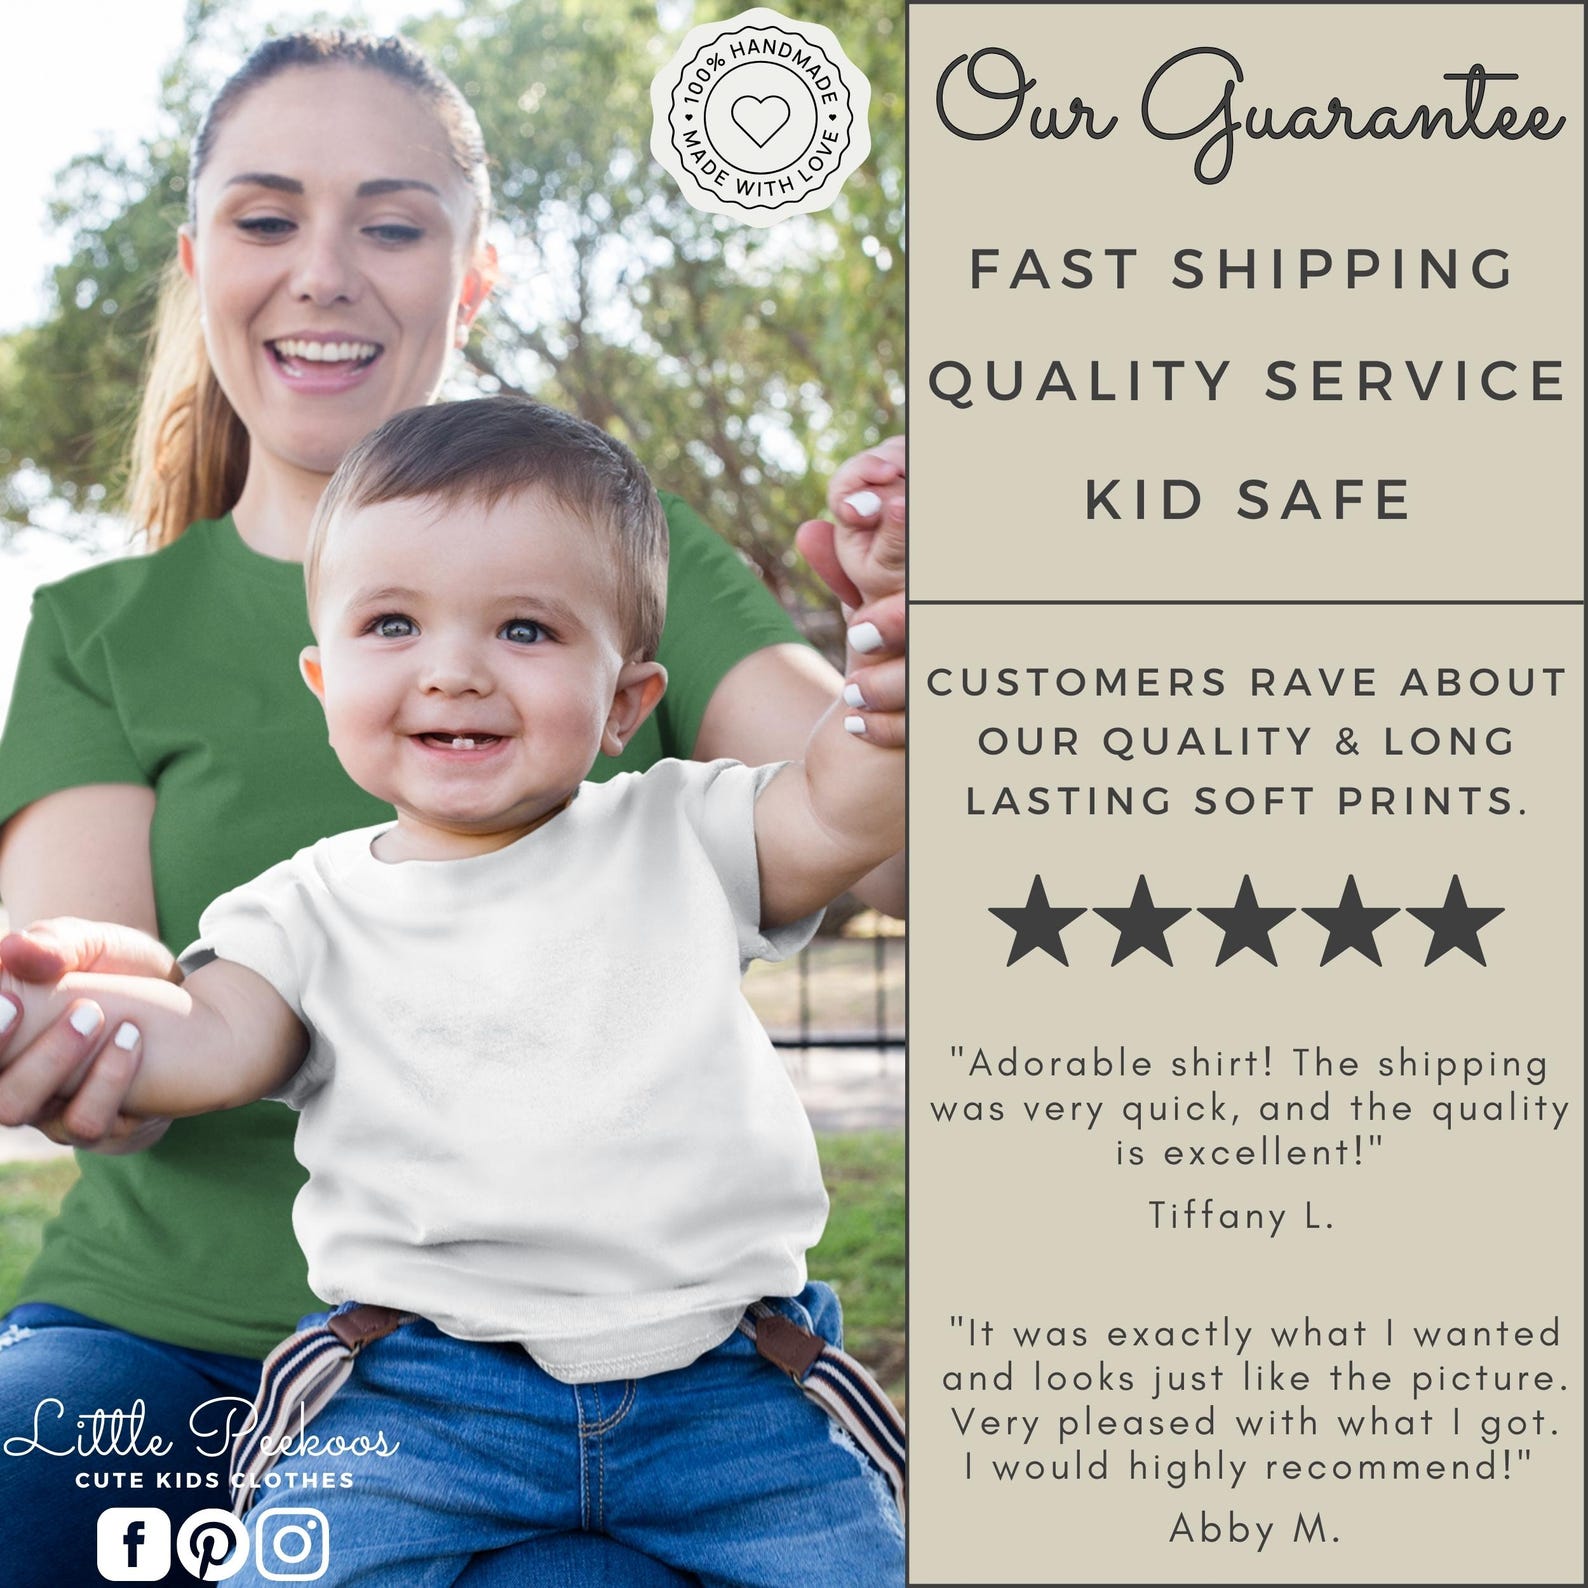 100% HANDMADE
MADE WITH LOVE
Our Guarantee
FAST SHIPPING
QUALITY SERVICE
KID SAFE
CUSTOMERS RAVE ABOUT
OUR QUALITY & LONG
LASTING SOFT PRINTS.
"Adorable shirt! The shipping
was very quick, and the quality
is excellent!"
Tiffany L.
"It was exactly what I wanted
and looks just like the picture.
Very pleased with what I got.
I would highly recommend!"
Abby M.
Little Peekoos
CUTE KIDS CLOTHES